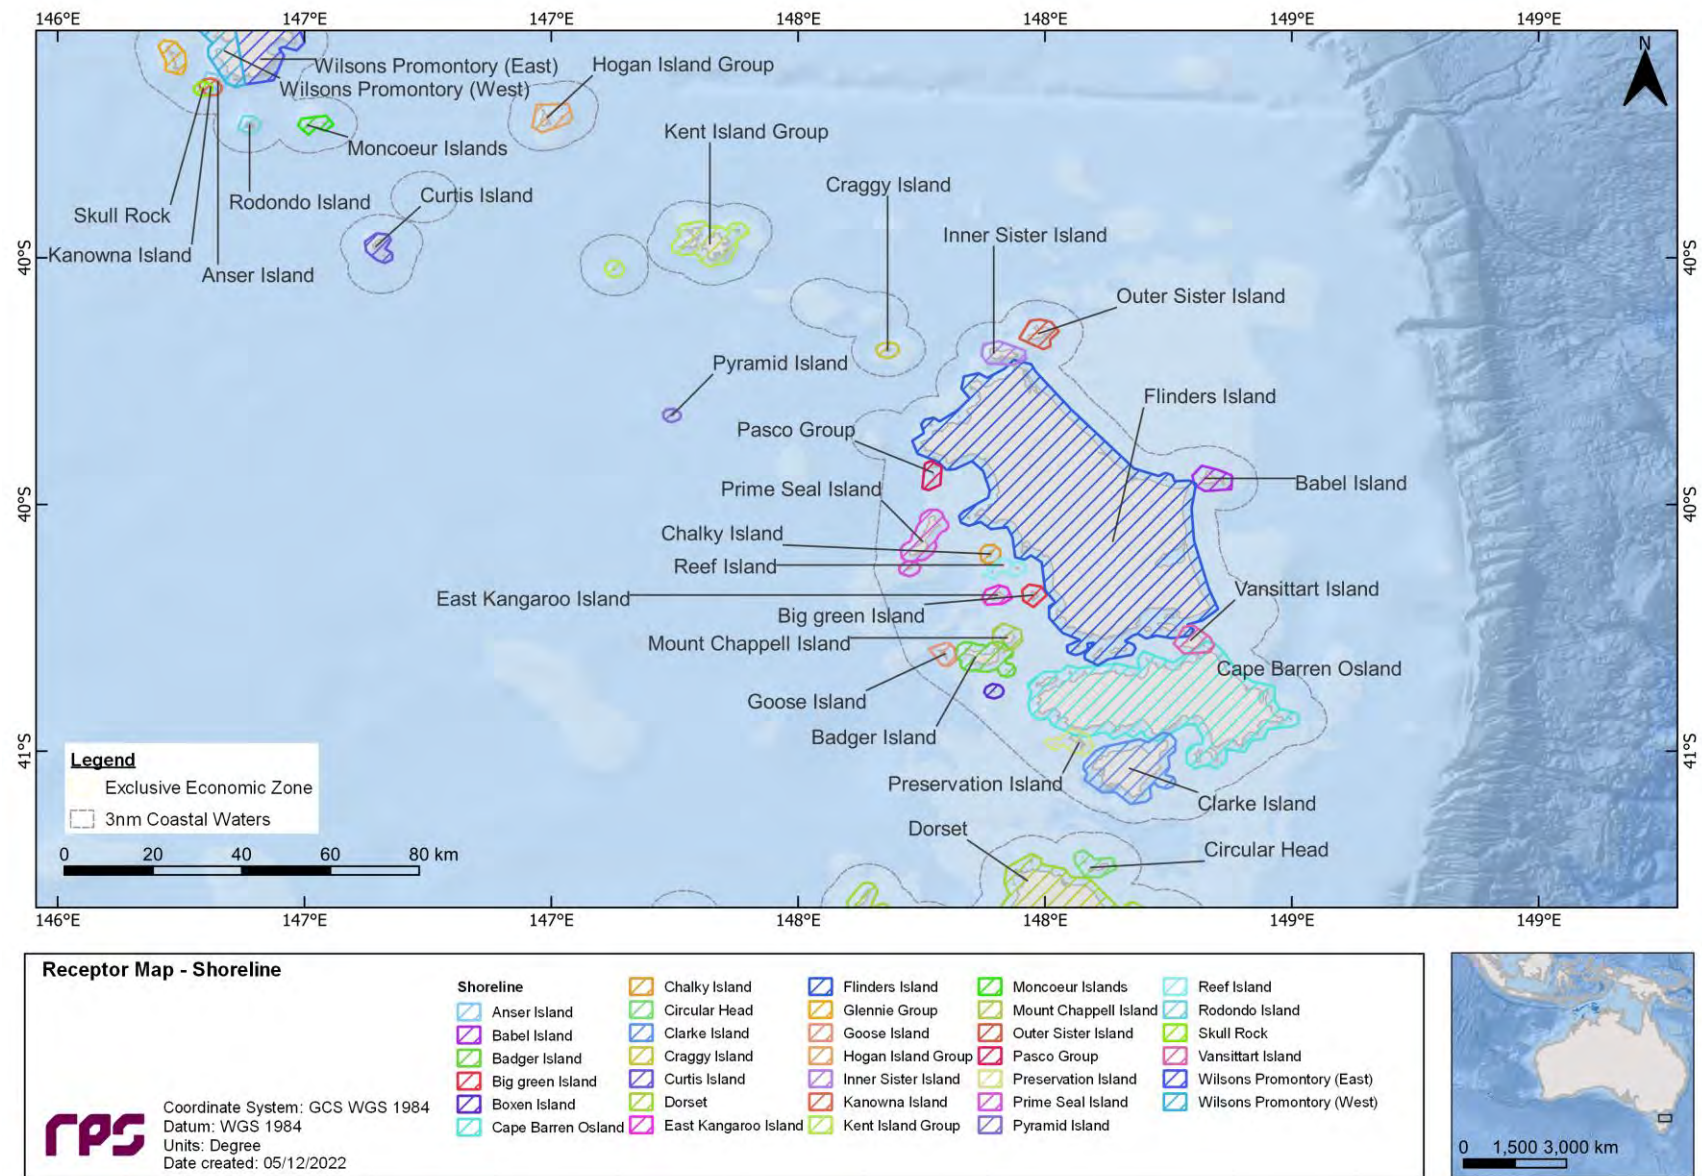 146°E 147°E 147°E 148°E 148°E 149°E 149°E
N
Wilsons Promontory (East)
Wilsons Promontory (West)
Hogan Island Group
Kent Island Group
Moncoeur Islands
Craggy Island
Rodondo Island
Curtis Island
Skull Rock
Inner Sister Island
Kanowna Island
Anser Island
40°S 40°S
Outer Sister Island
Pyramid Island
Flinders Island
Pasco Group
Prime Seal Island
Babel Island
40°S 40°S
Chalky Island
Reef Island
Vansittart Island
East Kangaroo Island
Big green Island
Mount Chappell Island
Cape Barren Osland
Goose Island
Badger Island
41°S 41°S
Preservation Island
Clarke Island
Dorset
Circular Head
Legend
Exclusive Economic Zone
3nm Coastal Waters
0 20 40 60 80 km
146°E 147°E 147°E 148°E 148°E 149°E 149°E
Receptor Map - Shoreline
Shoreline
Anser Island
Babel Island
Badger Island
Big green Island
Boxen Island
Cape Barren Osland
Chalky Island
Circular Head
Clarke Island
Craggy Island
Curtis Island
Dorset
East Kangaroo Island
Flinders Island
Glennie Group
Goose Island
Hogan Island Group
Inner Sister Island
Kanowna Island
Kent Island Group
Moncoeur Islands
Mount Chappell Island
Outer Sister Island
Pasco Group
Preservation Island
Prime Seal Island
Pyramid Island
Reef Island
Rodondo Island
Skull Rock
Vansittart Island
Wilsons Promontory (East)
Wilsons Promontory (West)
rps
Coordinate System: GCS WGS 1984
Datum: WGS 1984
Units: Degree
Date created: 05/12/2022
0 1,500 3,000 km